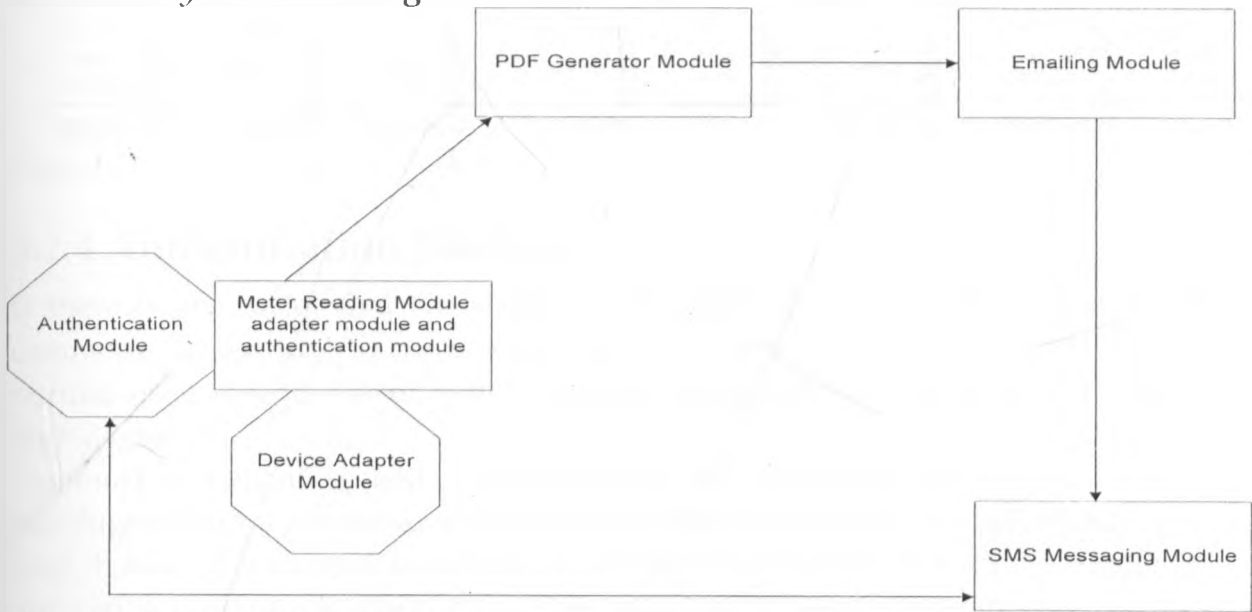 PDF Generator Module
Emailing Module
Authentication
Module
Meter Reading Module
adapter module and
authentication module
Device Adapter
Module
SMS Messaging Module